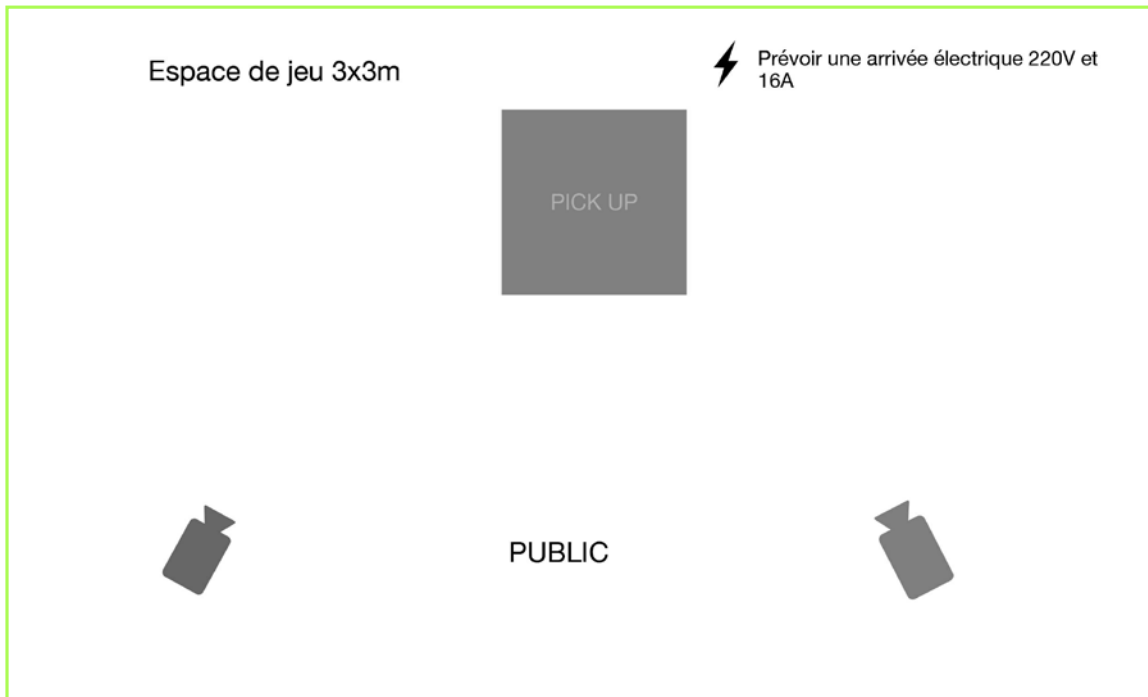 Espace de jeu 3x3m
Prévoir une arrivée électrique 220V et
16A
PICK UP
PUBLIC